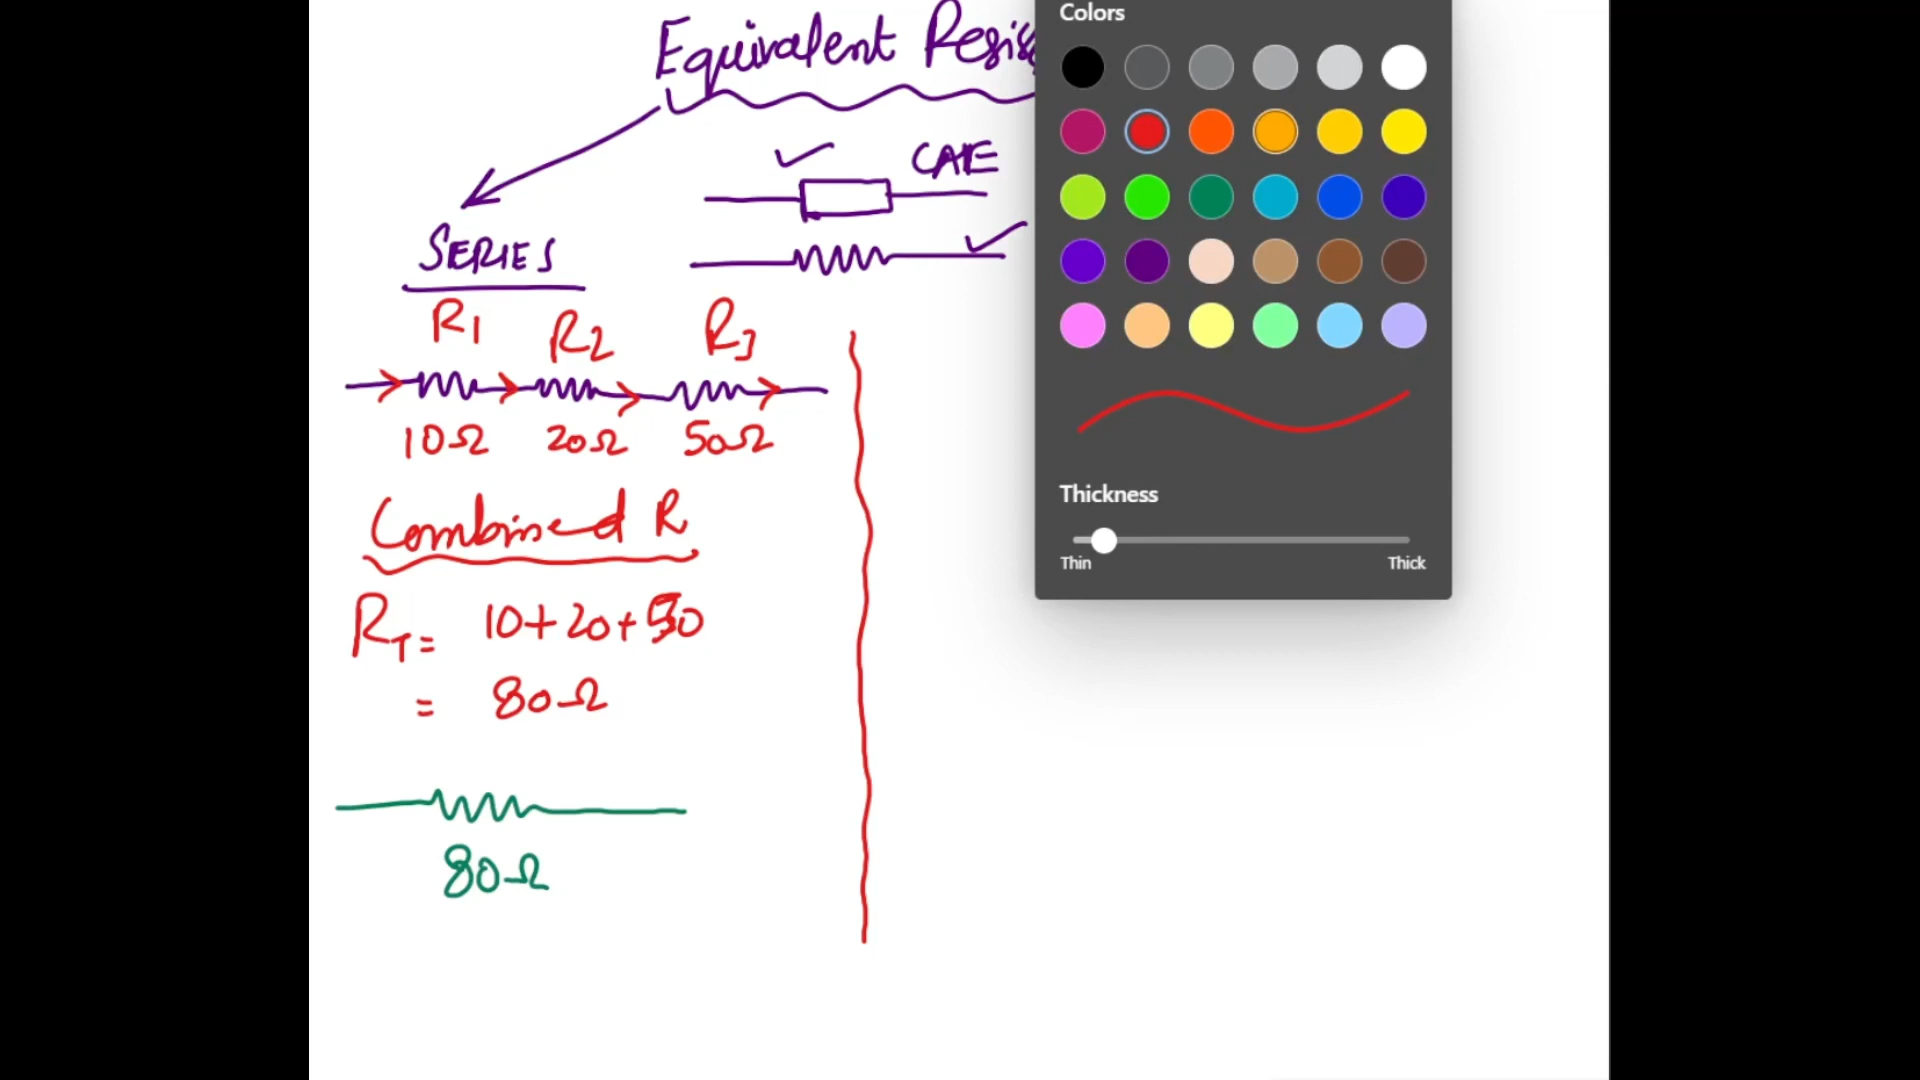 Equivalent Resis
Colors
CAIE
SERIES
R1 R2 R3
10Ω 20Ω 50Ω
Combined R
RT = 10+20+50
= 80Ω
80Ω
Thickness
Thin Thick